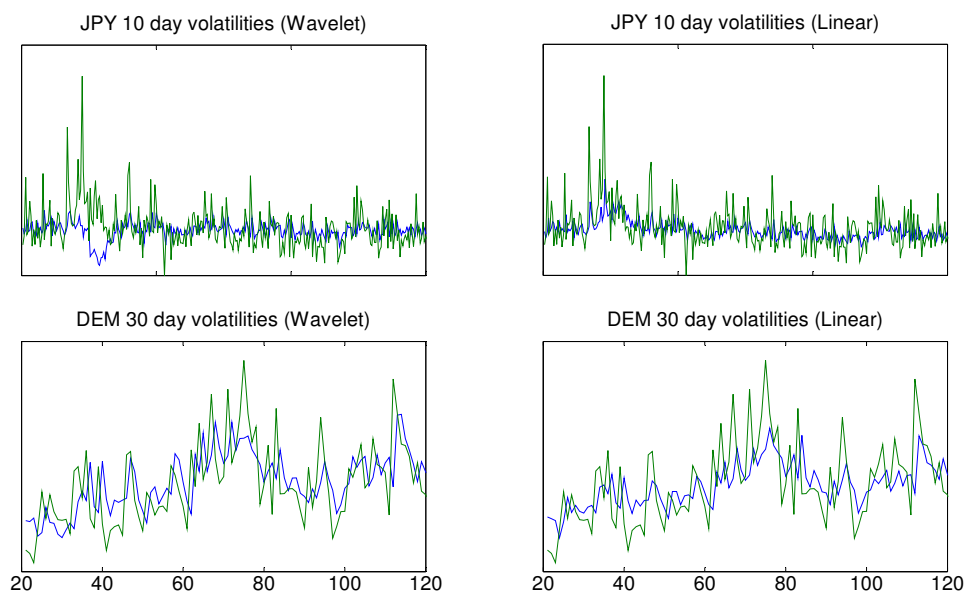 JPY 10 day volatilities (Wavelet)
JPY 10 day volatilities (Linear)
DEM 30 day volatilities (Wavelet)
DEM 30 day volatilities (Linear)
20 40 60 80 100 120
20 40 60 80 100 120